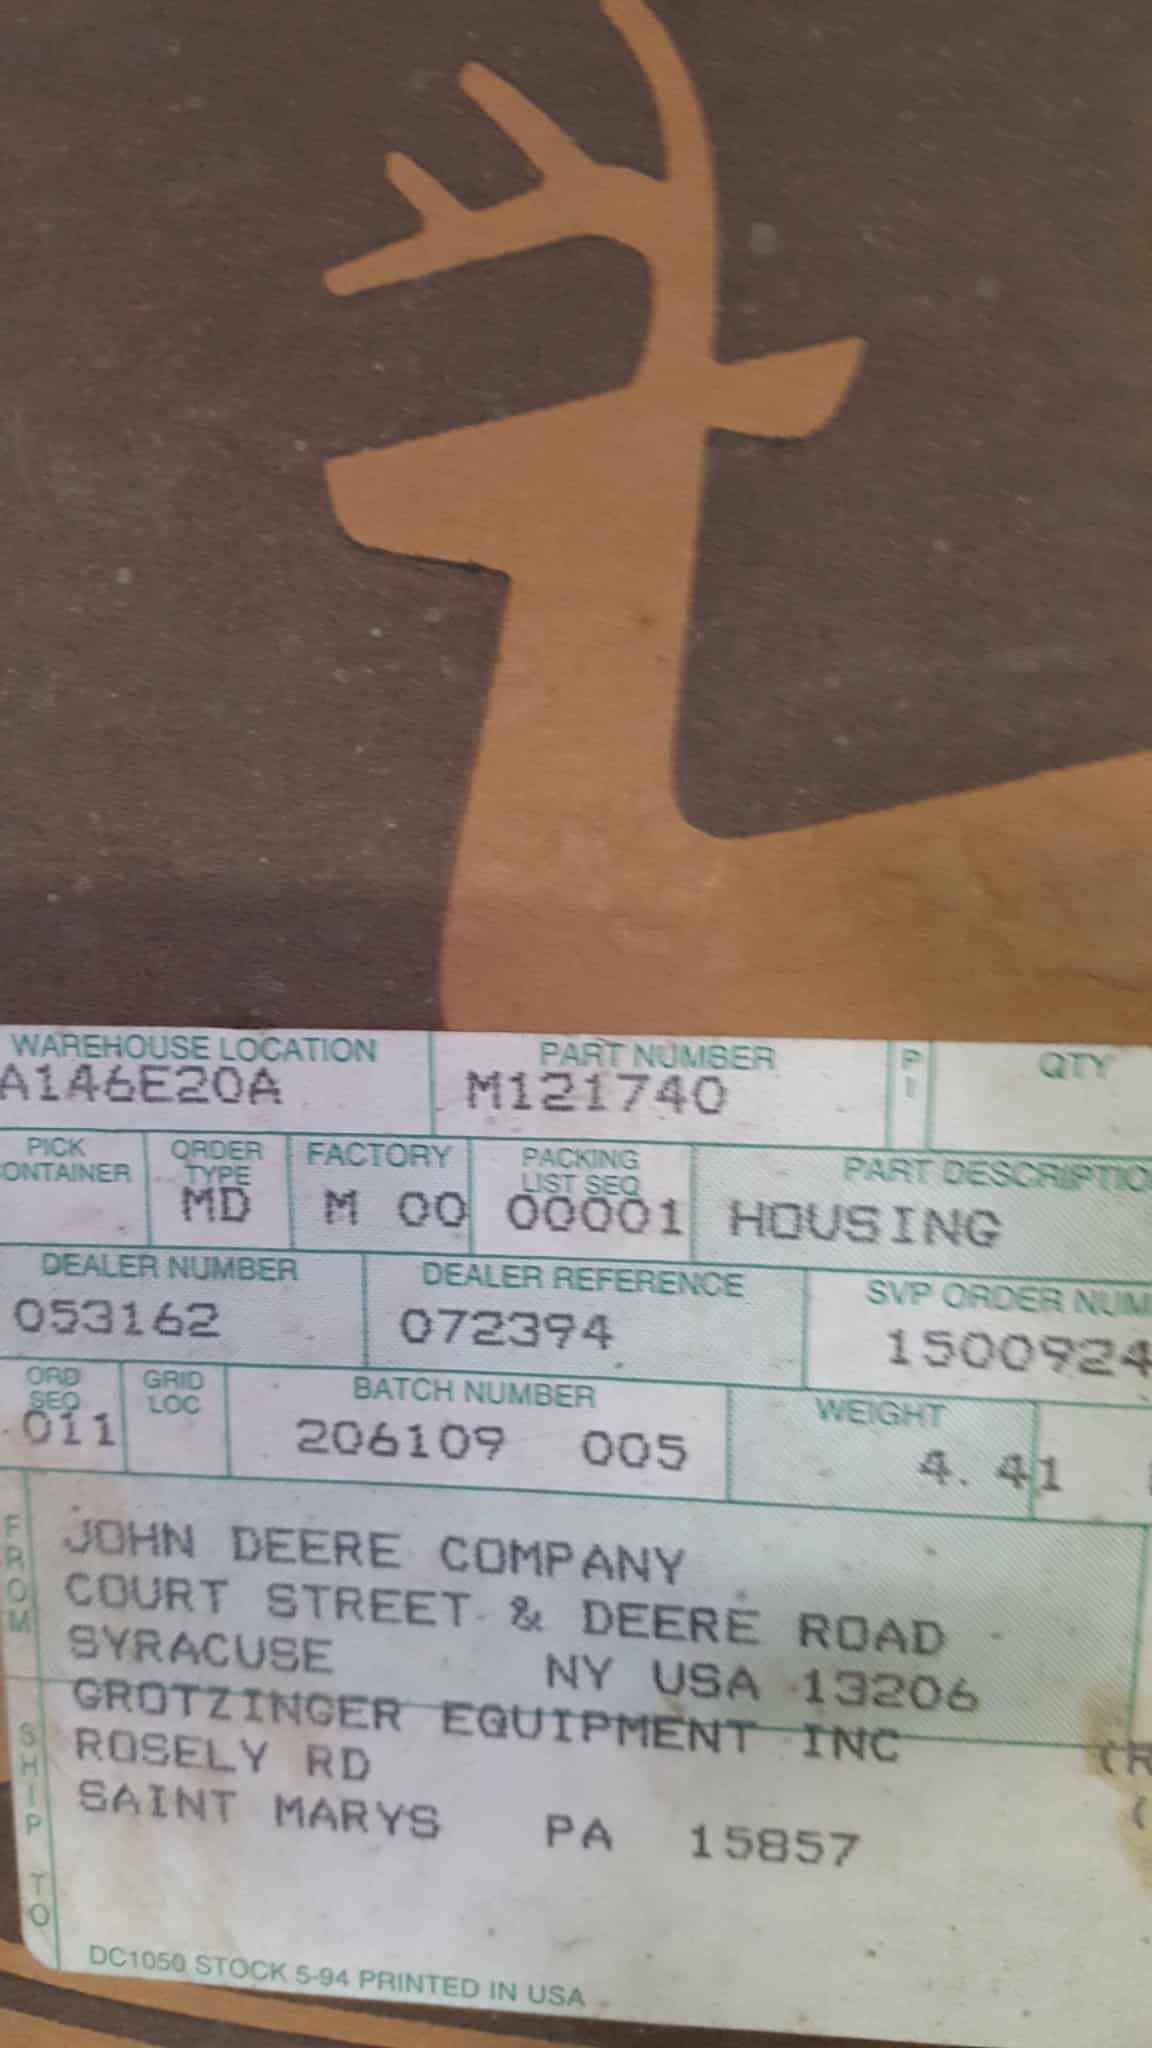 WAREHOUSE LOCATION PART NUMBER PI QTY
A146E20A M121740
PICK ORDER FACTORY PACKING PART DESCRIPTIO
ONTAINER TYPE LIST SEQ
MD M 00 00001 HOUSING
DEALER NUMBER DEALER REFERENCE SVP ORDER NUM
053162 072394 1500924
ORD GRID BATCH NUMBER WEIGHT
SEQ LOC
011 206109 005 4.41
FROM
JOHN DEERE COMPANY
COURT STREET & DEERE ROAD
SYRACUSE NY USA 13206
SHIP TO
GROTZINGER EQUIPMENT INC
ROSELY RD (R
SAINT MARYS PA 15857 (
DC1050 STOCK 5-94 PRINTED IN USA